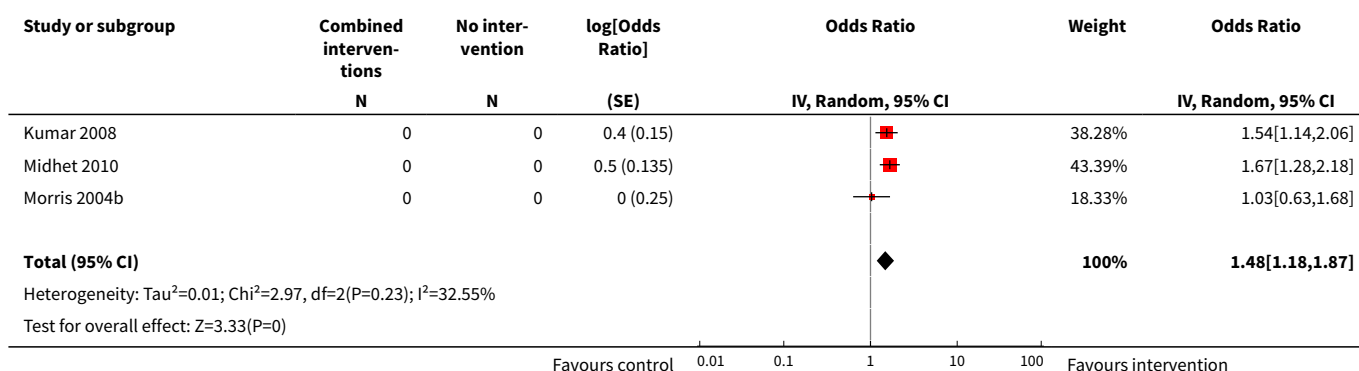 Study or subgroup Combined interven- tions No inter- vention log[Odds Ratio] Odds Ratio Weight Odds Ratio
N N (SE) IV, Random, 95% CI IV, Random, 95% CI
Kumar 2008 0 0 0.4 (0.15) 38.28% 1.54[1.14,2.06]
Midhet 2010 0 0 0.5 (0.135) 43.39% 1.67[1.28,2.18]
Morris 2004b 0 0 0 (0.25) 18.33% 1.03[0.63,1.68]
Total (95% CI) 100% 1.48[1.18,1.87]
Heterogeneity: Tau²=0.01; Chi²=2.97, df=2(P=0.23); I²=32.55%
Test for overall effect: Z=3.33(P=0)
Favours control 0.01 0.1 1 10 100 Favours intervention